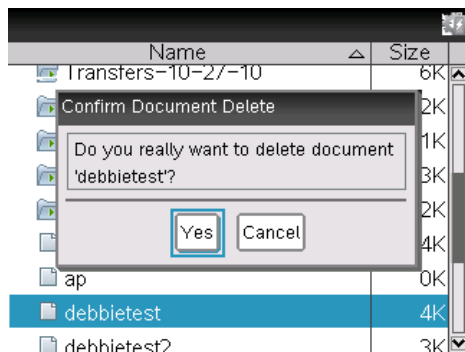 Name Size
Transfers-10-27-10 6K
Confirm Document Delete 2K
1K
Do you really want to delete document
'debbietest'? 3K
2K
Yes Cancel
4K
ap 0K
debbietest 4K
debbietest2 3K